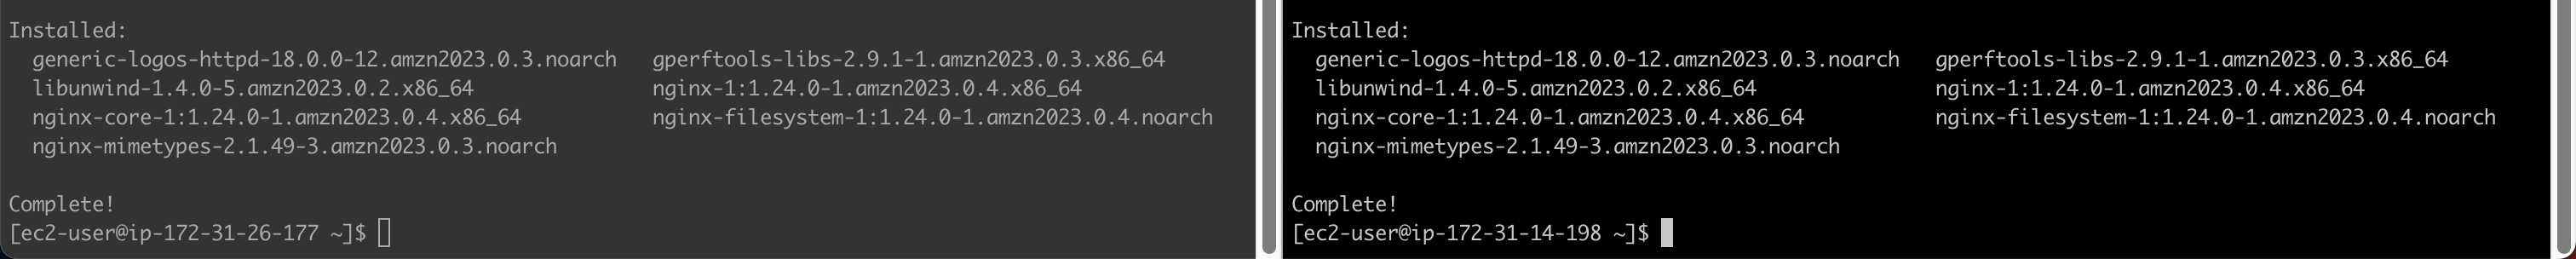 Installed:
generic-logos-httpd-18.0.0-12.amzn2023.0.3.noarch gperftools-libs-2.9.1-1.amzn2023.0.3.x86_64
libunwind-1.4.0-5.amzn2023.0.2.x86_64 nginx-1:1.24.0-1.amzn2023.0.4.x86_64
nginx-core-1:1.24.0-1.amzn2023.0.4.x86_64 nginx-filesystem-1:1.24.0-1.amzn2023.0.4.noarch
nginx-mimetypes-2.1.49-3.amzn2023.0.3.noarch
Complete!
[ec2-user@ip-172-31-26-177 ~]$
Installed:
generic-logos-httpd-18.0.0-12.amzn2023.0.3.noarch gperftools-libs-2.9.1-1.amzn2023.0.3.x86_64
libunwind-1.4.0-5.amzn2023.0.2.x86_64 nginx-1:1.24.0-1.amzn2023.0.4.x86_64
nginx-core-1:1.24.0-1.amzn2023.0.4.x86_64 nginx-filesystem-1:1.24.0-1.amzn2023.0.4.noarch
nginx-mimetypes-2.1.49-3.amzn2023.0.3.noarch
Complete!
[ec2-user@ip-172-31-14-198 ~]$